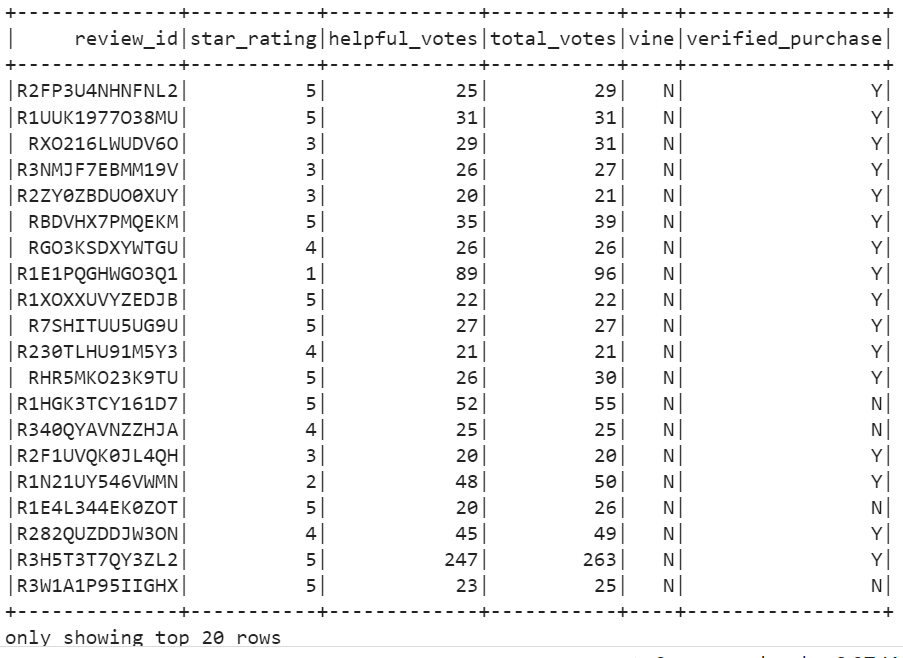 +--------------+-----------+-------------+-----------+----+-----------------+
|     review_id|star_rating|helpful_votes|total_votes|vine|verified_purchase|
+--------------+-----------+-------------+-----------+----+-----------------+
|R2FP3U4NHNFNL2|          5|           25|         29|   N|                Y|
|R1UUK1977O38MU|          5|           31|         31|   N|                Y|
| RXO216LWUDV6O|          3|           29|         31|   N|                Y|
|R3NMJF7EBMM19V|          3|           26|         27|   N|                Y|
|R2ZY0ZBDUO0XUY|          3|           20|         21|   N|                Y|
| RBDVHX7PMQEKM|          5|           35|         39|   N|                Y|
| RGO3KSDXYWTGU|          4|           26|         26|   N|                Y|
|R1E1PQGHWGO3Q1|          1|           89|         96|   N|                Y|
|R1XOXXUVYZEDJB|          5|           22|         22|   N|                Y|
| R7SHITUU5UG9U|          5|           27|         27|   N|                Y|
|R230TLHU91M5Y3|          4|           21|         21|   N|                Y|
| RHR5MKO23K9TU|          5|           26|         30|   N|                Y|
|R1HGK3TCY161D7|          5|           52|         55|   N|                N|
|R340QYAVNZZHJA|          4|           25|         25|   N|                N|
|R2F1UVQK0JL4QH|          3|           20|         20|   N|                Y|
|R1N21UY546VWMN|          2|           48|         50|   N|                Y|
|R1E4L344EK0ZOT|          5|           20|         26|   N|                N|
|R282QUZDDJW3ON|          4|           45|         49|   N|                Y|
|R3H5T3T7QY3ZL2|          5|          247|        263|   N|                Y|
|R3W1A1P95IIGHX|          5|           23|         25|   N|                N|
+--------------+-----------+-------------+-----------+----+-----------------+
only showing top 20 rows